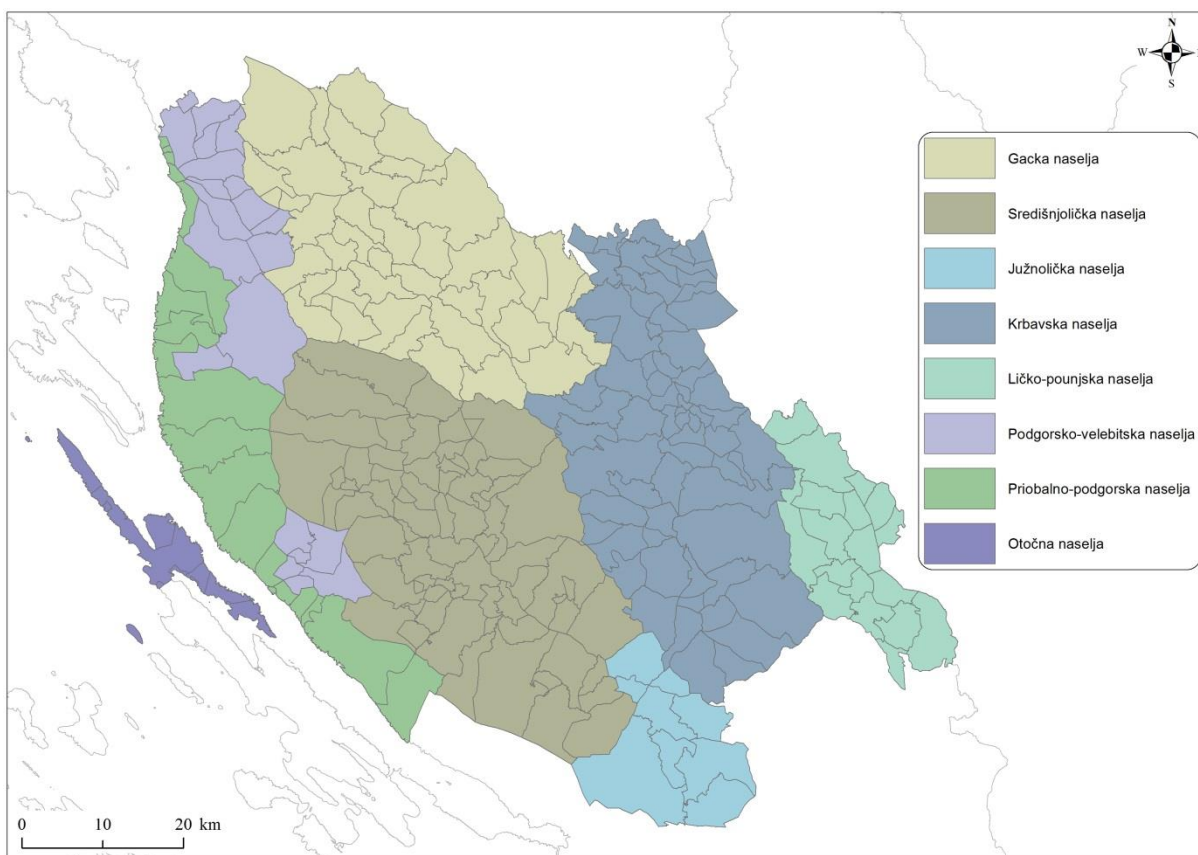 N
W
S
Gacka naselja
Središnjolička naselja
Južnolička naselja
Krbavska naselja
Ličko-pounjska naselja
Podgorsko-velebitska naselja
Priobalno-podgorska naselja
Otočna naselja
0 10 20 km